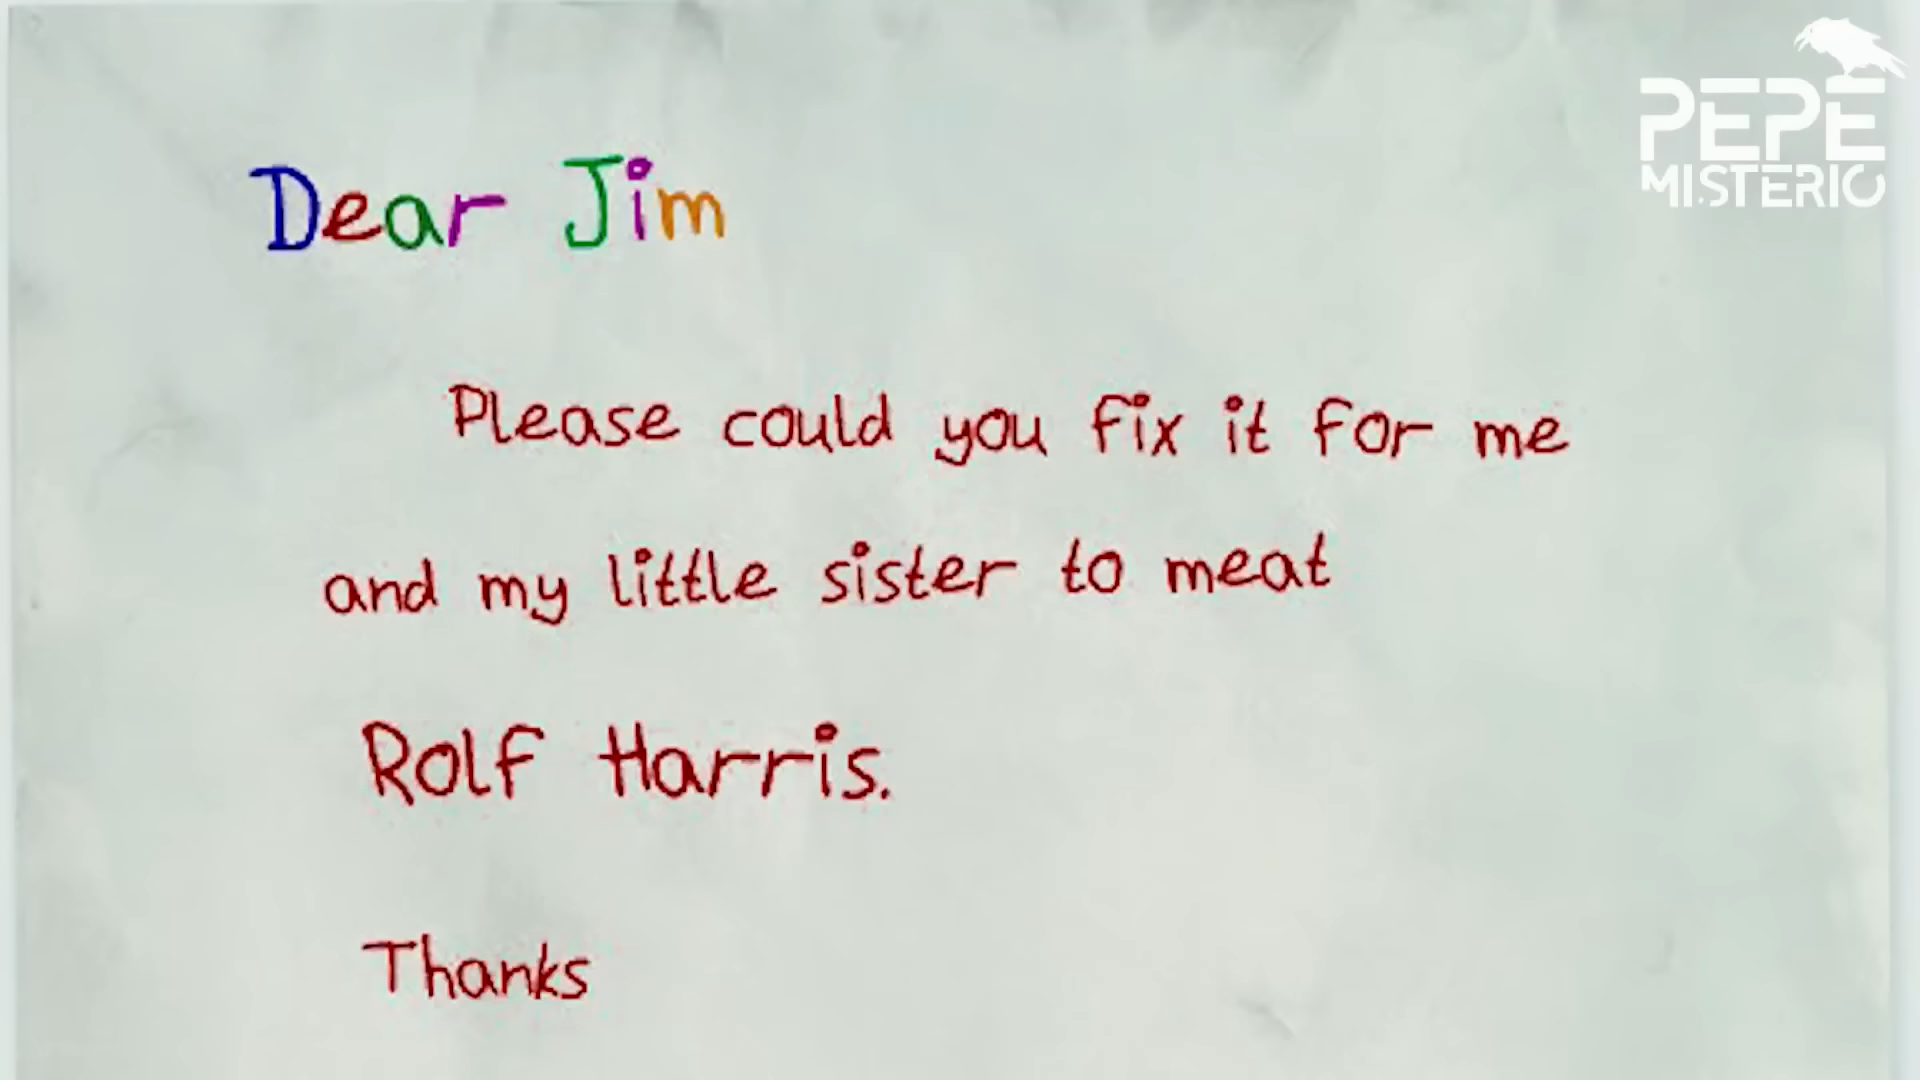 PEPE
MISTERIO
Dear Jim
Please could you fix it for me
and my little sister to meat
Rolf Harris.
Thanks